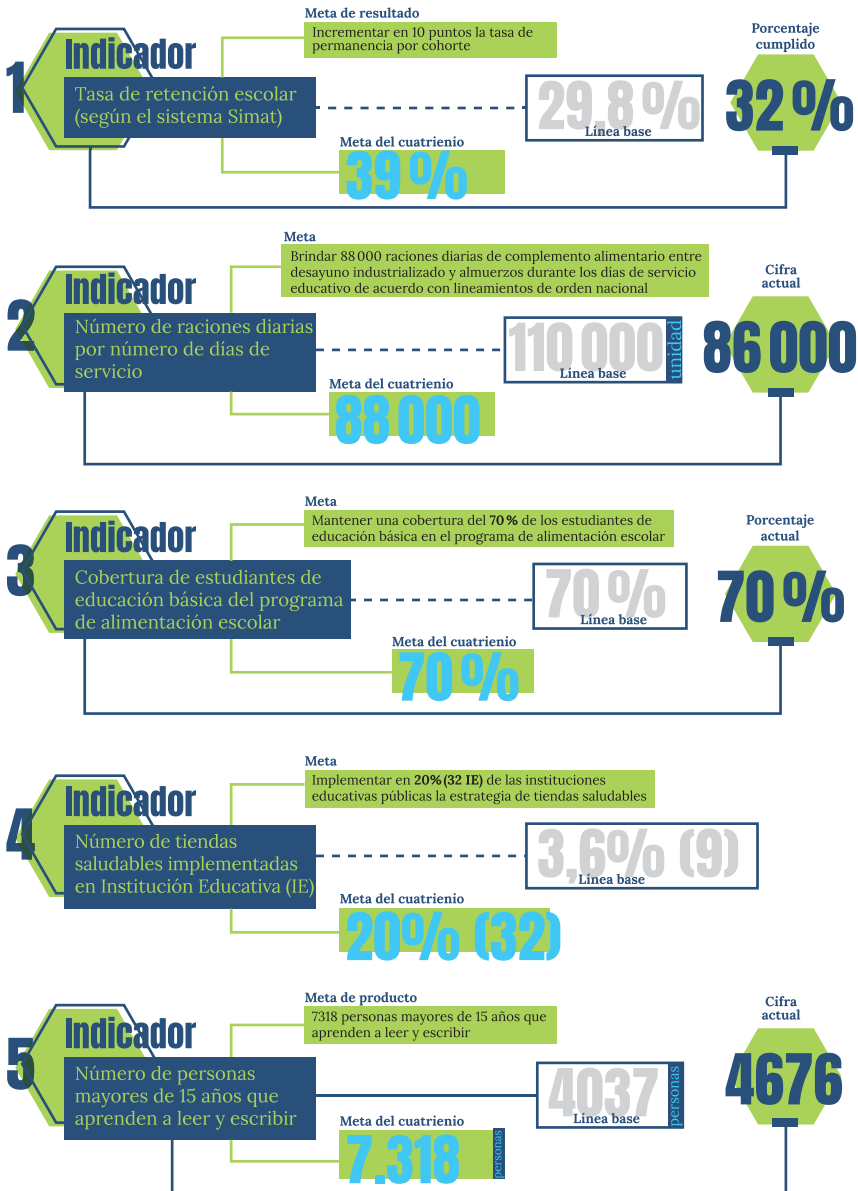 Meta de resultado
Incrementar en 10 puntos la tasa de
permanencia por cohorte
Porcentaje
cumplido
1
Indicador
Tasa de retención escolar
(según el sistema Simat)
29.8 %
Línea base
32 %
Meta del cuatrienio
39 %
Meta
Brindar 88 000 raciones diarias de complemento alimentario entre
desayuno industrializado y almuerzos durante los días de servicio
educativo de acuerdo con lineamientos de orden nacional
Cifra
actual
2
Indicador
Número de raciones diarias
por número de días de
servicio
110 000
unidad
Línea base
86 000
Meta del cuatrienio
88 000
Meta
Mantener una cobertura del 70 % de los estudiantes de
educación básica en el programa de alimentación escolar
Porcentaje
actual
3
Indicador
Cobertura de estudiantes de
educación básica del programa
de alimentación escolar
70 %
Línea base
70 %
Meta del cuatrienio
70 %
Meta
Implementar en 20% (32 IE) de las instituciones
educativas públicas la estrategia de tiendas saludables
4
Indicador
Número de tiendas
saludables implementadas
en Institución Educativa (IE)
3,6% (9)
Línea base
Meta del cuatrienio
20% (32)
Meta de producto
7318 personas mayores de 15 años que
aprenden a leer y escribir
Cifra
actual
5
Indicador
Número de personas
mayores de 15 años que
aprenden a leer y escribir
4037
personas
Línea base
4676
Meta del cuatrienio
7.318
personas